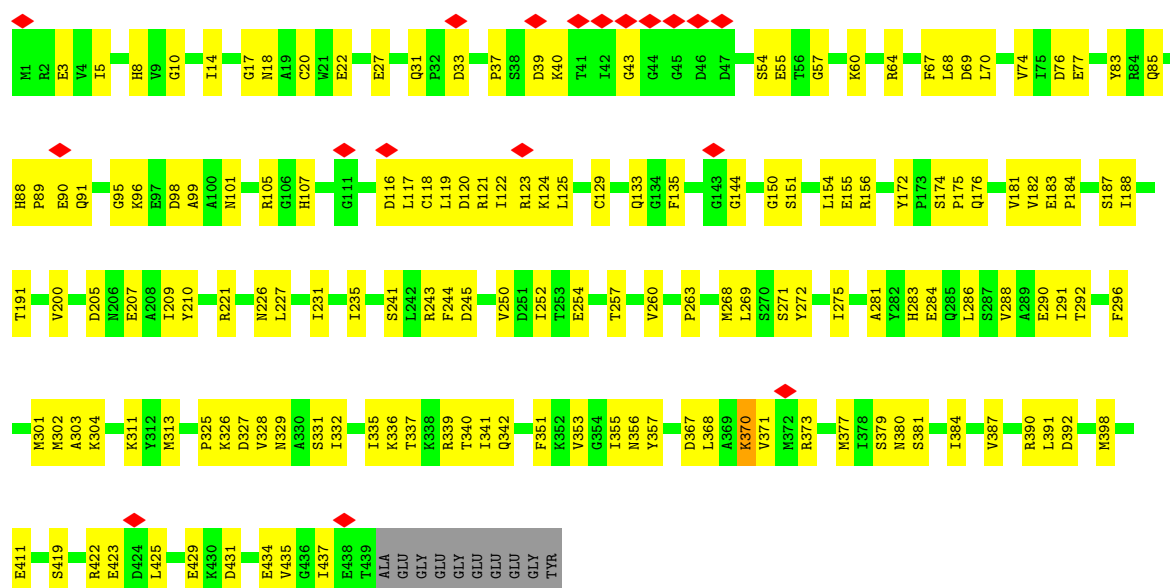 M1 R2 E3 V4 I5 H8 V9 G10 I14 G17 N18 A19 C20 W21 E22 E27 Q31 P32 D33 P37 S38 D39 K40 T41 I42 G43 G44 G45 D46 D47 S54 E55 T56 G57 K60 R64 F67 L68 D69 L70 V74 I75 D76 E77 Y83 R84 Q85
H88 P89 E90 Q91 G95 K96 E97 D98 A99 A100 N101 R105 G106 H107 G111 D116 L117 C118 L119 D120 R121 I122 R123 K124 L125 C129 Q133 G134 F135 G143 G144 G150 S151 L154 E155 R156 Y172 P173 S174 P175 Q176 V181 V182 E183 P184 S187 I188
T191 V200 D205 N206 E207 A208 I209 Y210 R221 N226 L227 I231 I235 S241 L242 R243 F244 D245 V250 D251 I252 T253 E254 T257 V260 P263 M268 L269 S270 S271 Y272 I275 A281 Y282 H283 E284 Q285 L286 S287 V288 A289 E290 I291 T292 F296
M301 M302 A303 K304 K311 Y312 M313 P325 K326 D327 V328 N329 A330 S331 I332 I335 K336 T337 K338 R339 T340 I341 Q342 F351 K352 V353 G354 I355 N356 Y357 D367 L368 A369 K370 V371 M372 R373 M377 I378 S379 N380 S381 I384 V387 R390 L391 D392 M398
E411 S419 R422 E423 D424 L425 E429 K430 D431 E434 V435 G436 I437 E438 T439 ALA GLU GLY GLU GLY GLU GLU GLU GLY TYR